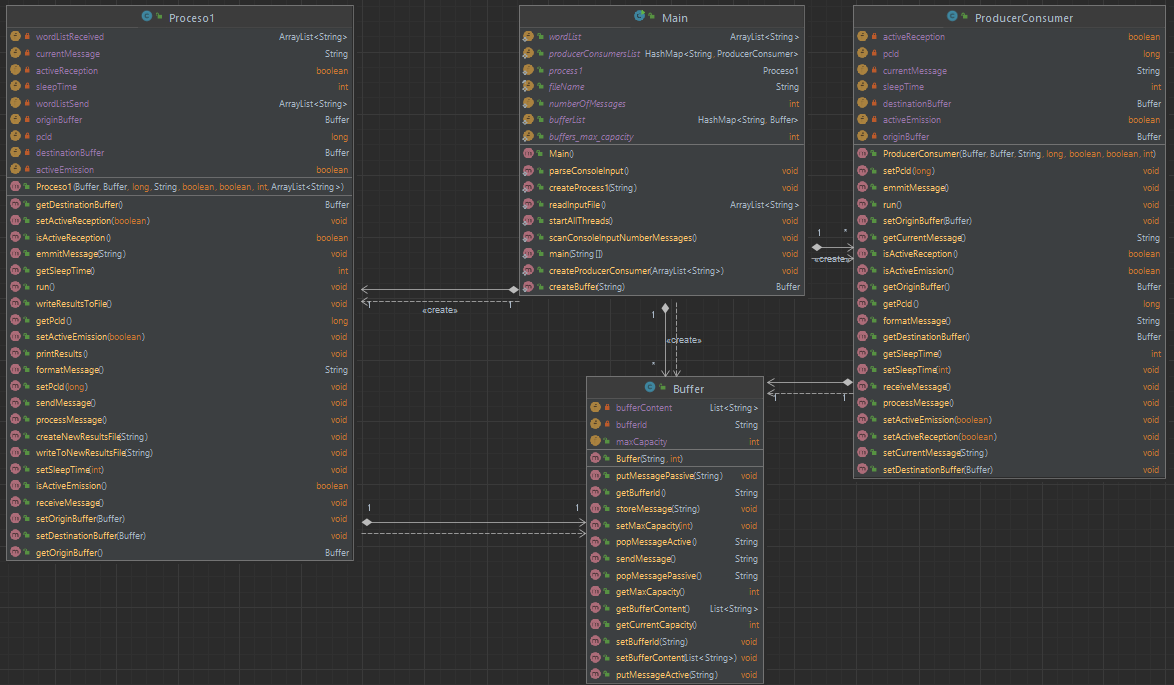 Proceso1
wordListReceived ArrayList<String>
currentMessage String
activeReception boolean
sleepTime int
wordListSend ArrayList<String>
originBuffer Buffer
pcId long
destinationBuffer Buffer
activeEmission boolean
Proceso1(Buffer, Buffer, long, String, boolean, boolean, int, ArrayList<String>)
getDestinationBuffer() Buffer
setActiveReception(boolean) void
isActiveReception() boolean
emmitMessage(String) void
getSleepTime() int
run() void
writeResultsToFile() void
getPcId() long
setActiveEmission(boolean) void
printResults() void
formatMessage() String
setPcId(long) void
sendMessage() void
processMessage() void
createNewResultsFile(String) void
writeToNewResultsFile(String) void
setSleepTime(int) void
isActiveEmission() boolean
receiveMessage() void
setOriginBuffer(Buffer) void
setDestinationBuffer(Buffer) void
getOriginBuffer() Buffer
Main
wordList ArrayList<String>
producerConsumersList HashMap<String, ProducerConsumer>
process1 Proceso1
fileName String
numberOfMessages int
bufferList HashMap<String, Buffer>
buffers_max_capacity int
Main()
parseConsoleInput() void
createProcess1(String) void
readInputFile() ArrayList<String>
startAllThreads() void
scanConsoleInputNumberMessages() void
main(String[]) void
createProducerConsumer(ArrayList<String>) void
createBuffer(String) Buffer
ProducerConsumer
activeReception boolean
pcId long
currentMessage String
sleepTime int
destinationBuffer Buffer
activeEmission boolean
originBuffer Buffer
ProducerConsumer(Buffer, Buffer, String, long, boolean, boolean, int)
setPcId(long) void
emmitMessage() void
run() void
setOriginBuffer(Buffer) void
getCurrentMessage() String
isActiveReception() boolean
isActiveEmission() boolean
getOriginBuffer() Buffer
getPcId() long
formatMessage() String
getDestinationBuffer() Buffer
getSleepTime() int
setSleepTime(int) void
receiveMessage() void
processMessage() void
setActiveEmission(boolean) void
setActiveReception(boolean) void
setCurrentMessage(String) void
setDestinationBuffer(Buffer) void
1 *
«create»
1 1
«create»
1
«create»
*
1 1
1 1
Buffer
bufferContent List<String>
bufferId String
maxCapacity int
Buffer(String, int)
putMessagePassive(String) void
getBufferId() String
storeMessage(String) void
setMaxCapacity(int) void
popMessageActive() String
sendMessage() String
popMessagePassive() String
getMaxCapacity() int
getBufferContent() List<String>
getCurrentCapacity() int
setBufferId(String) void
setBufferContent(List<String>) void
putMessageActive(String) void